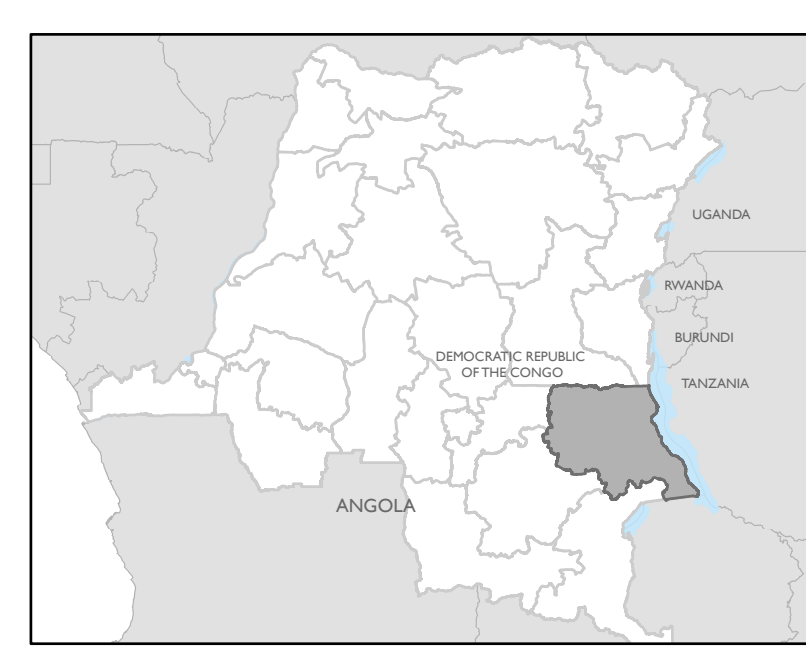 UGANDA
RWANDA
BURUNDI
DEMOCRATIC REPUBLIC
OF THE CONGO
TANZANIA
ANGOLA